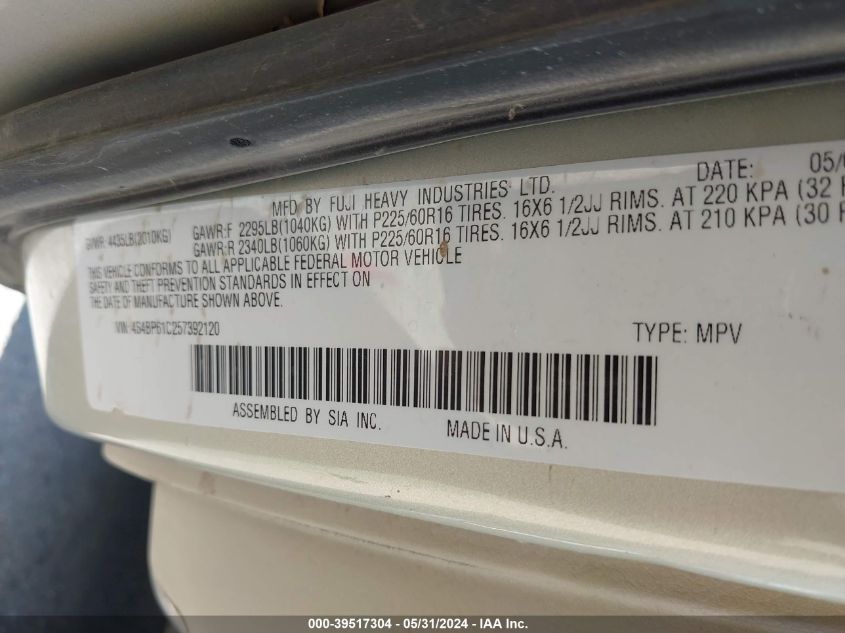 MFD BY FUJI HEAVY INDUSTRIES LTD. DATE: 05/
GVWR: 4435LB(2010KG) GAWR:F 2295LB(1040KG) WITH P225/60R16 TIRES. 16X6 1/2JJ RIMS. AT 220 KPA (32
GAWR:R 2340LB(1060KG) WITH P225/60R16 TIRES. 16X6 1/2JJ RIMS. AT 210 KPA (30
THIS VEHICLE CONFORMS TO ALL APPLICABLE FEDERAL MOTOR VEHICLE
SAFETY AND THEFT PREVENTION STANDARDS IN EFFECT ON
THE DATE OF MANUFACTURE SHOWN ABOVE.
VIN: 4S4BP61C257392120 TYPE: MPV
ASSEMBLED BY SIA INC. MADE IN U.S.A.
000-39517304 - 05/31/2024 - IAA Inc.